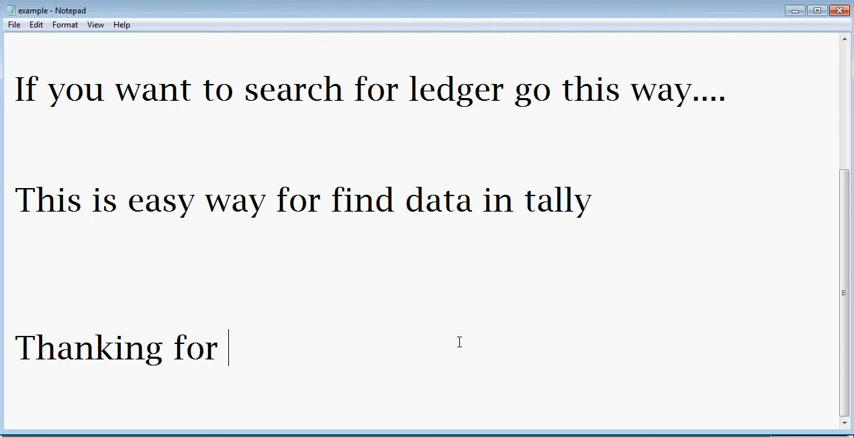 example - Notepad
File Edit Format View Help
If you want to search for ledger go this way....
This is easy way for find data in tally
Thanking for